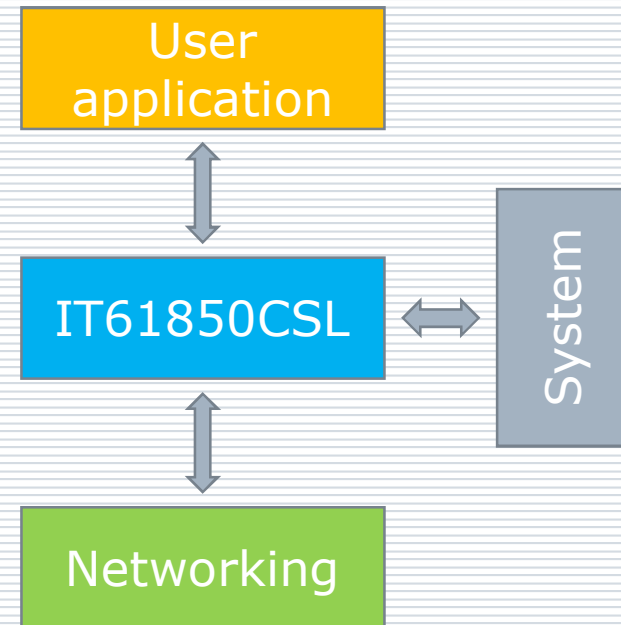 User
application
IT61850CSL
System
Networking